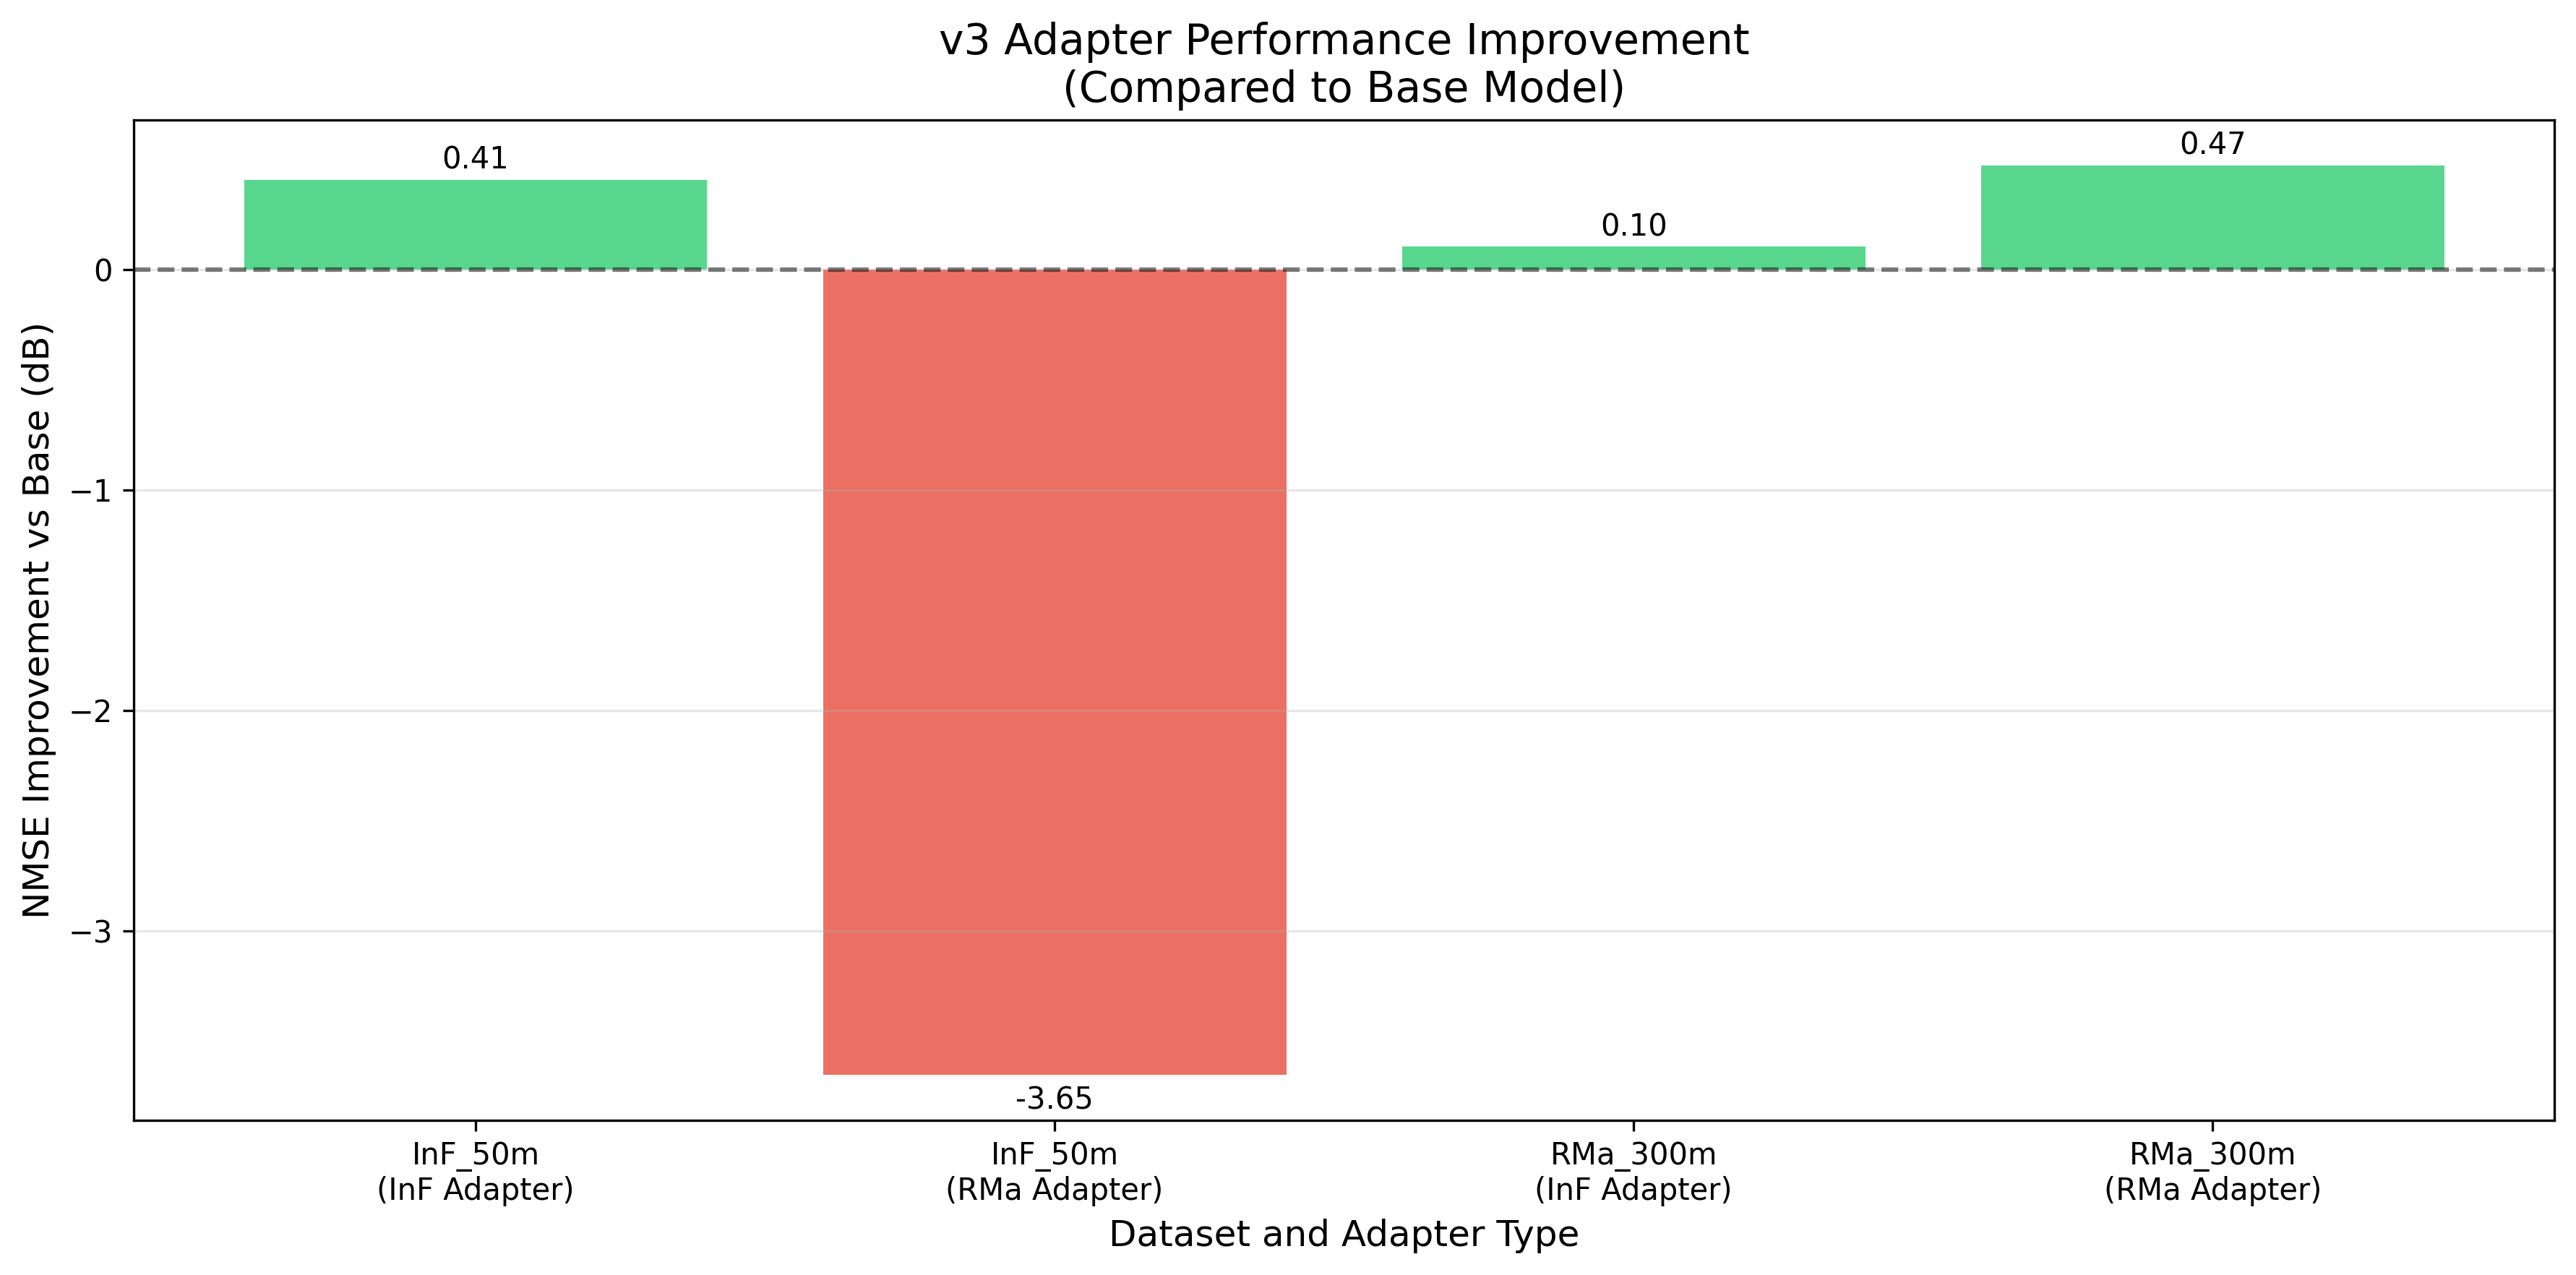 v3 Adapter Performance Improvement
(Compared to Base Model)
NMSE Improvement vs Base (dB)
0
−1
−2
−3
0.41
-3.65
0.10
0.47
InF_50m
(InF Adapter)
InF_50m
(RMa Adapter)
RMa_300m
(InF Adapter)
RMa_300m
(RMa Adapter)
Dataset and Adapter Type